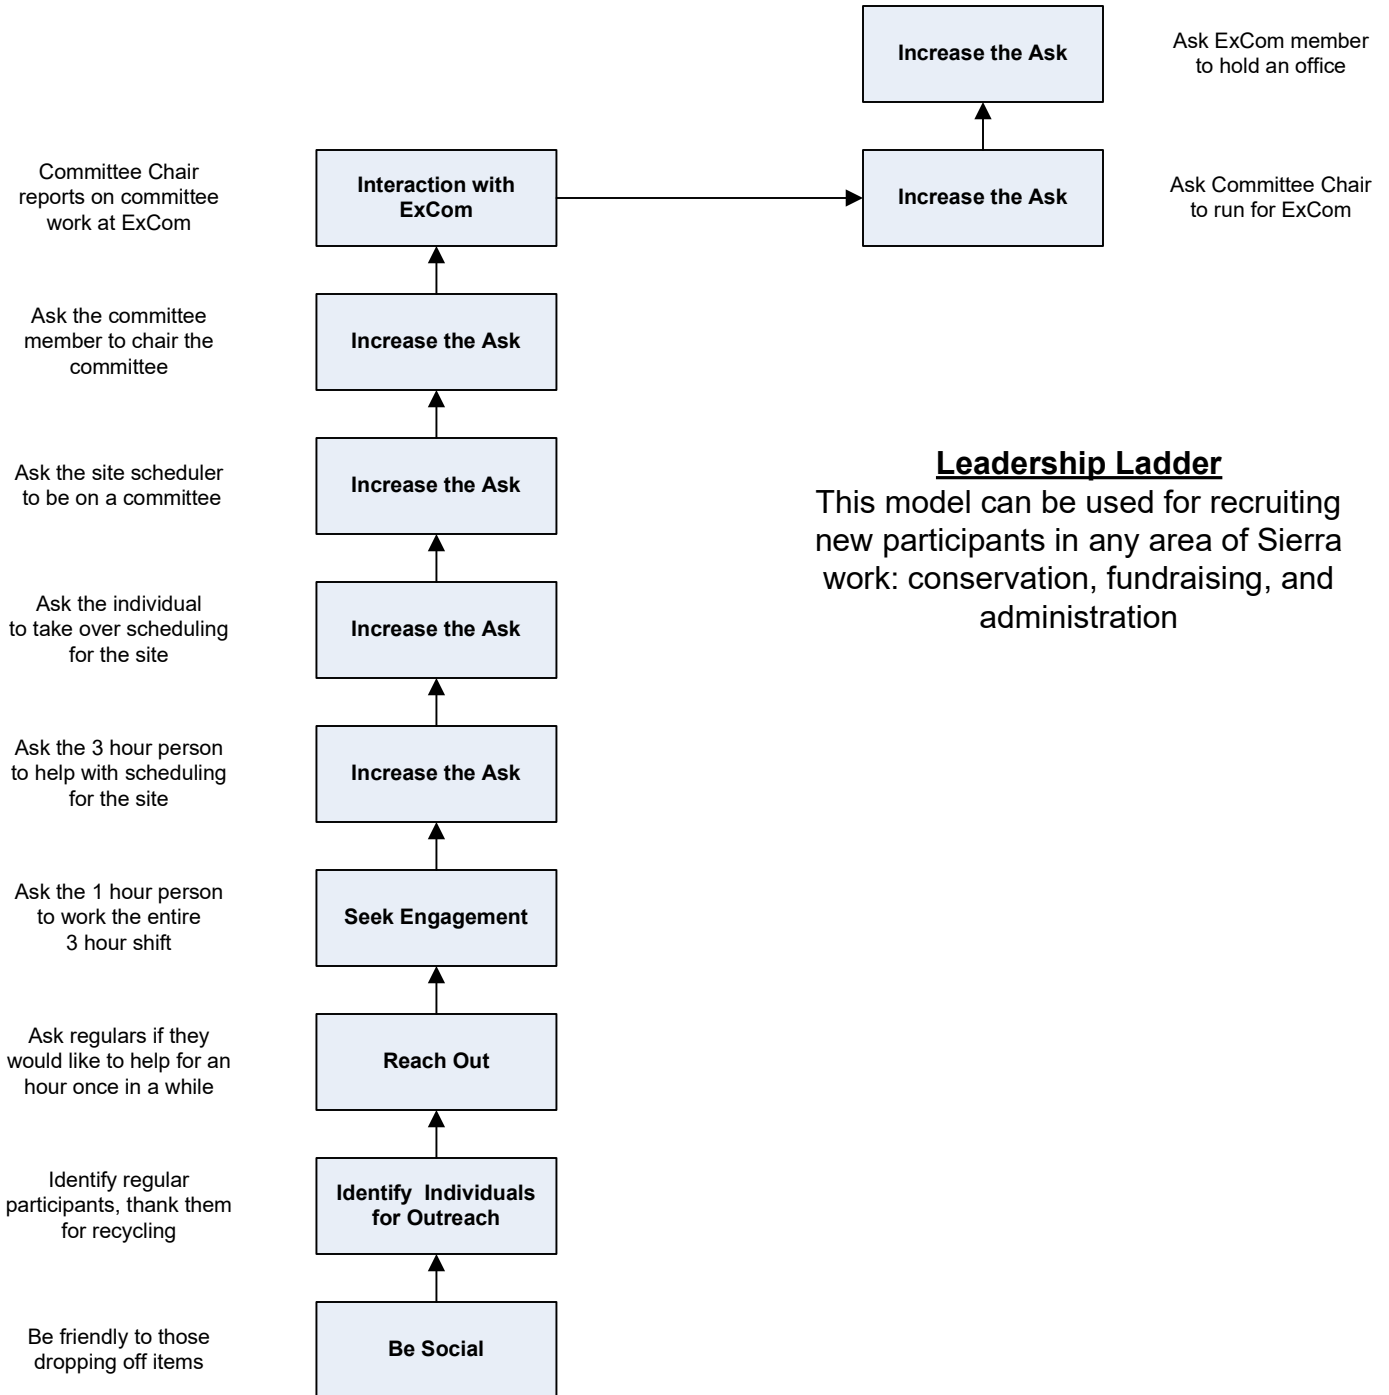 Increase the Ask
Ask ExCom member
to hold an office
Committee Chair
reports on committee
work at ExCom
Interaction with
ExCom
Increase the Ask
Ask Committee Chair
to run for ExCom
Ask the committee
member to chair the
committee
Increase the Ask
Ask the site scheduler
to be on a committee
Increase the Ask
Leadership Ladder
This model can be used for recruiting
new participants in any area of Sierra
work: conservation, fundraising, and
administration
Ask the individual
to take over scheduling
for the site
Increase the Ask
Ask the 3 hour person
to help with scheduling
for the site
Increase the Ask
Ask the 1 hour person
to work the entire
3 hour shift
Seek Engagement
Ask regulars if they
would like to help for an
hour once in a while
Reach Out
Identify regular
participants, thank them
for recycling
Identify Individuals
for Outreach
Be friendly to those
dropping off items
Be Social